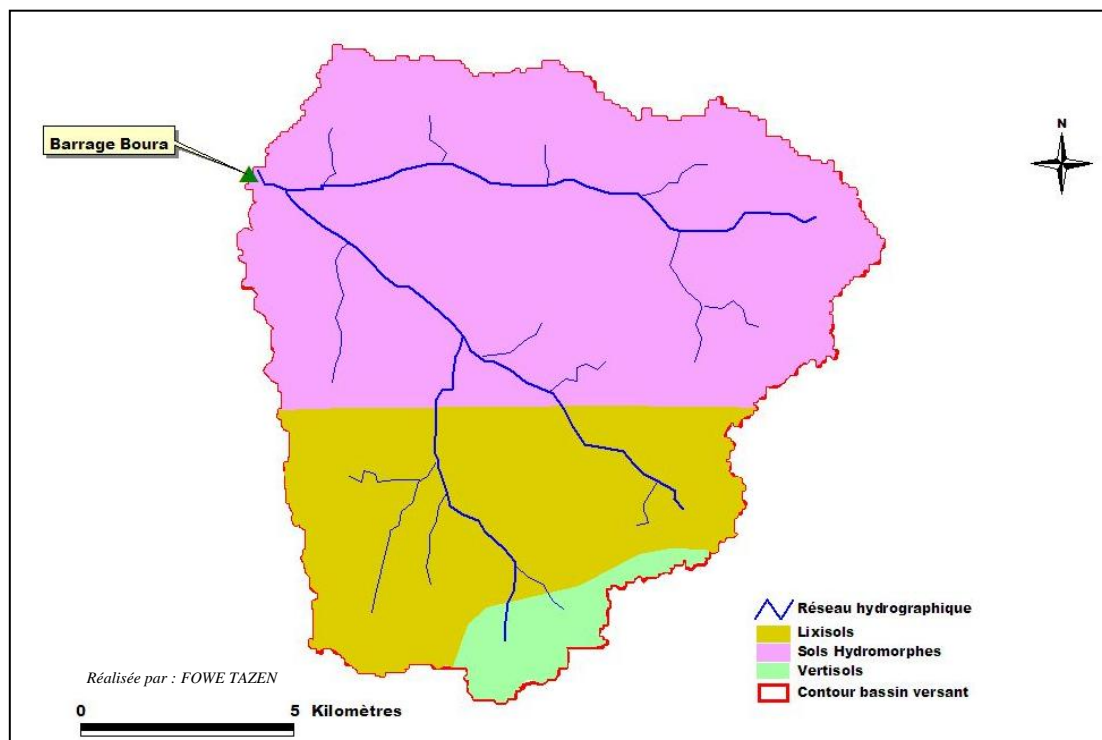 Barrage Boura
N
Réseau hydrographique
Lixisols
Sols Hydromorphes
Vertisols
Contour bassin versant
Réalisée par : FOWE TAZEN
0 5 Kilomètres